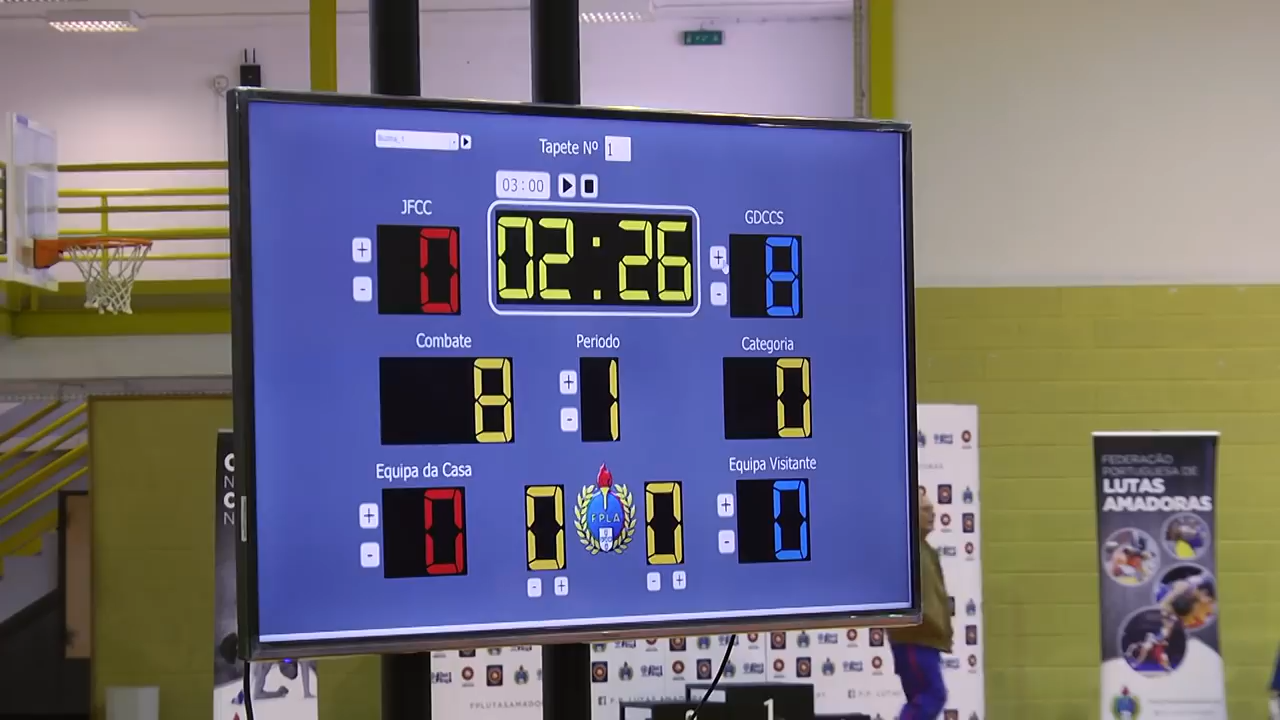 Tapete Nº 1
03:00
JFCC
GDCCS
+
+
0
02:26
8
-
-
Combate
Periodo
Categoria
+
8
1
0
-
Equipa da Casa
Equipa Visitante
+
+
0
0
FPLA
0
0
-
-
- +
- +
FEDERAÇÃO
PORTUGUESA DE
LUTAS
AMADORAS
1